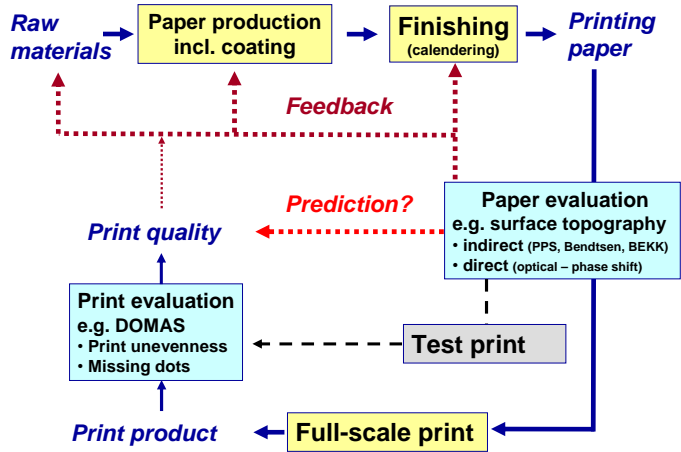 Raw
materials
Paper production
incl. coating
Finishing
(calendering)
Printing
paper
Feedback
Prediction?
Paper evaluation
e.g. surface topography
• indirect (PPS, Bendtsen, BEKK)
• direct (optical – phase shift)
Print quality
Print evaluation
e.g. DOMAS
• Print unevenness
• Missing dots
Test print
Print product
Full-scale print